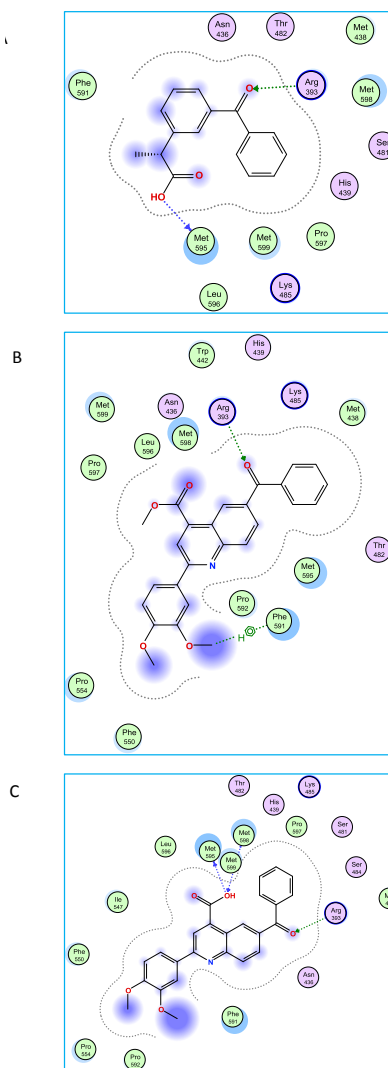 Asn
436
Thr
482
Met
438
Phe
591
O
Arg
393
Met
598
Ser
481
O
His
439
HO
Met
595
Met
599
Pro
597
Lys
485
Leu
596
B
Trp
442
His
439
Met
599
Asn
436
Arg
393
Lys
485
Met
438
Leu
596
Met
598
Pro
597
O
O
O
Thr
482
N
Met
595
Pro
592
Phe
591
H
O
O
Pro
554
Phe
550
C
Thr
482
Lys
485
His
439
Met
598
Pro
597
Ser
481
Leu
596
Met
595
Met
599
Ser
484
Ile
547
O
OH
Arg
393
O
Phe
550
N
Asn
436
O
O
Phe
591
Pro
554
Pro
592